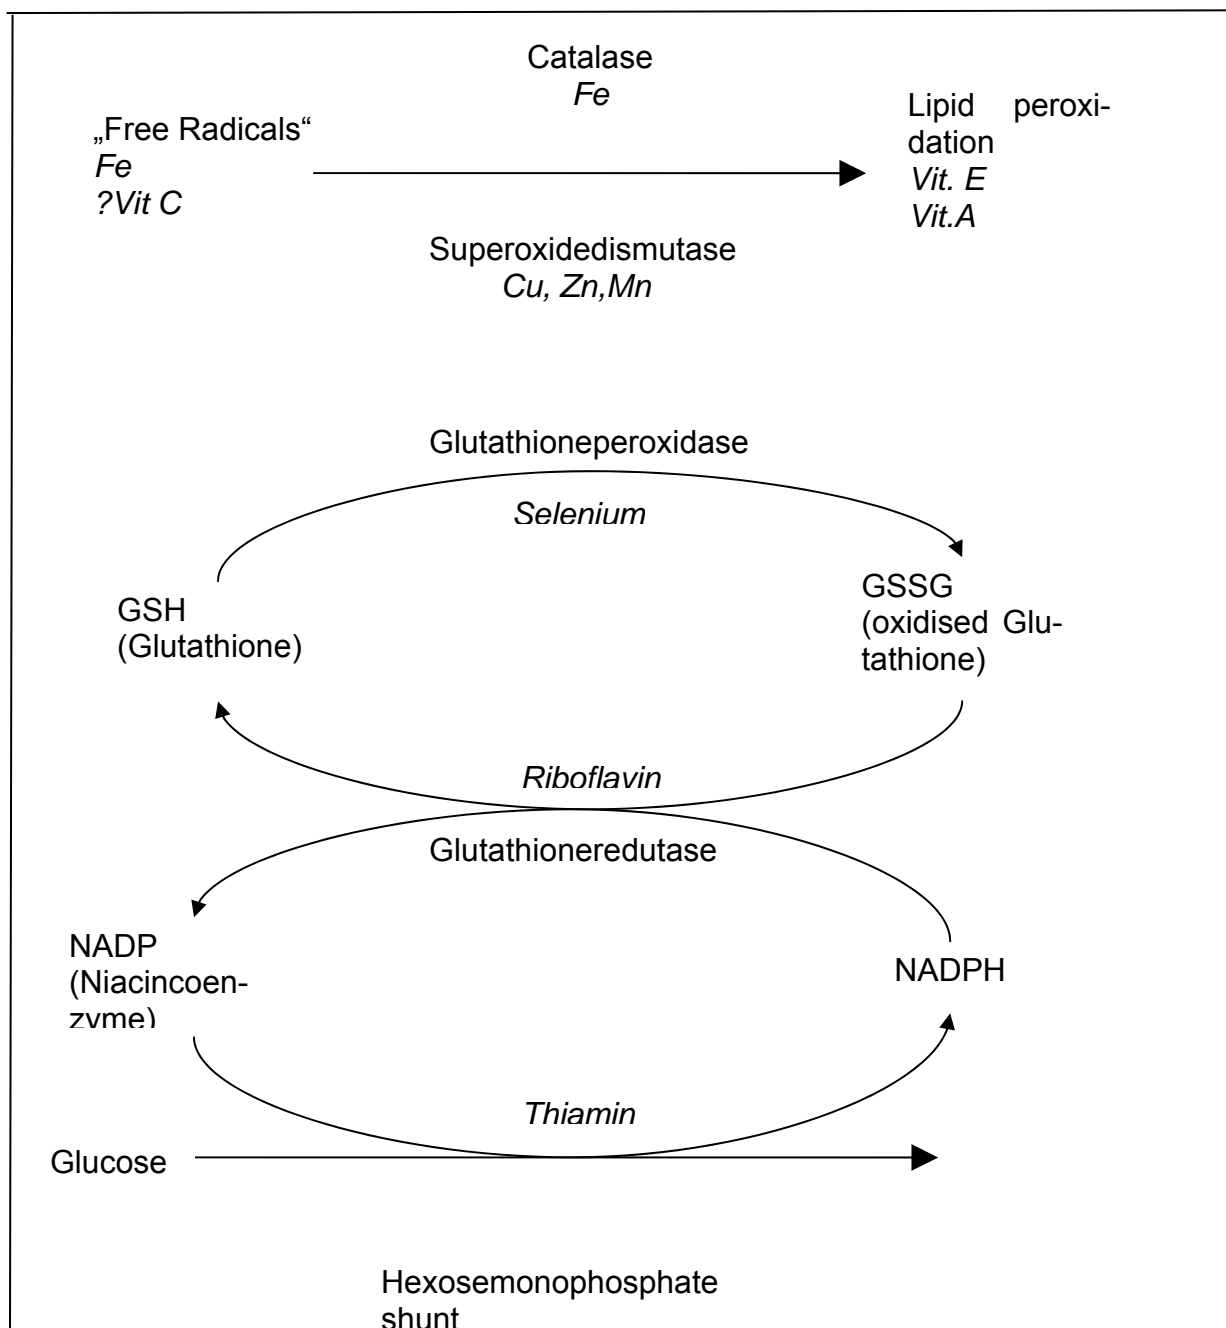 Catalase
Fe
„Free Radicals“
Fe
?Vit C
Lipid peroxi-
dation
Vit. E
Vit.A
Superoxidedismutase
Cu, Zn,Mn
Glutathioneperoxidase
Selenium
GSH
(Glutathione)
GSSG
(oxidised Glu-
tathione)
Riboflavin
Glutathioneredutase
NADP
(Niacincoen-
zyme)
NADPH
Thiamin
Glucose
Hexosemonophosphate
shunt